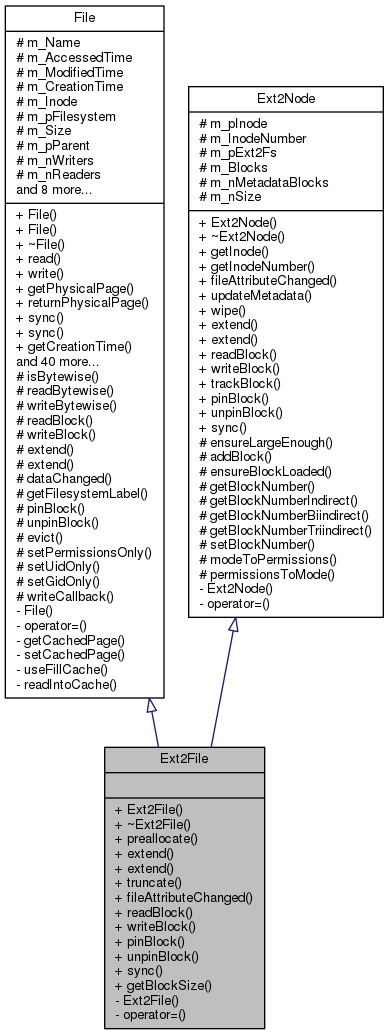 File
# m_Name
# m_AccessedTime
# m_ModifiedTime
# m_CreationTime
# m_Inode
# m_pFilesystem
# m_Size
# m_pParent
# m_nWriters
# m_nReaders
and 8 more...
+ File()
+ File()
+ ~File()
+ read()
+ write()
+ getPhysicalPage()
+ returnPhysicalPage()
+ sync()
+ sync()
+ getCreationTime()
and 40 more...
# isBytewise()
# readBytewise()
# writeBytewise()
# readBlock()
# writeBlock()
# extend()
# extend()
# dataChanged()
# getFilesystemLabel()
# pinBlock()
# unpinBlock()
# evict()
# setPermissionsOnly()
# setUidOnly()
# setGidOnly()
# writeCallback()
- File()
- operator=()
- getCachedPage()
- setCachedPage()
- useFillCache()
- readIntoCache()
Ext2Node
# m_pInode
# m_InodeNumber
# m_pExt2Fs
# m_Blocks
# m_nMetadataBlocks
# m_nSize
+ Ext2Node()
+ ~Ext2Node()
+ getInode()
+ getInodeNumber()
+ fileAttributeChanged()
+ updateMetadata()
+ wipe()
+ extend()
+ extend()
+ readBlock()
+ writeBlock()
+ trackBlock()
+ pinBlock()
+ unpinBlock()
+ sync()
# ensureLargeEnough()
# addBlock()
# ensureBlockLoaded()
# getBlockNumber()
# getBlockNumberIndirect()
# getBlockNumberBiindirect()
# getBlockNumberTriindirect()
# setBlockNumber()
# modeToPermissions()
# permissionsToMode()
- Ext2Node()
- operator=()
Ext2File
+ Ext2File()
+ ~Ext2File()
+ preallocate()
+ extend()
+ extend()
+ truncate()
+ fileAttributeChanged()
+ readBlock()
+ writeBlock()
+ pinBlock()
+ unpinBlock()
+ sync()
+ getBlockSize()
- Ext2File()
- operator=()